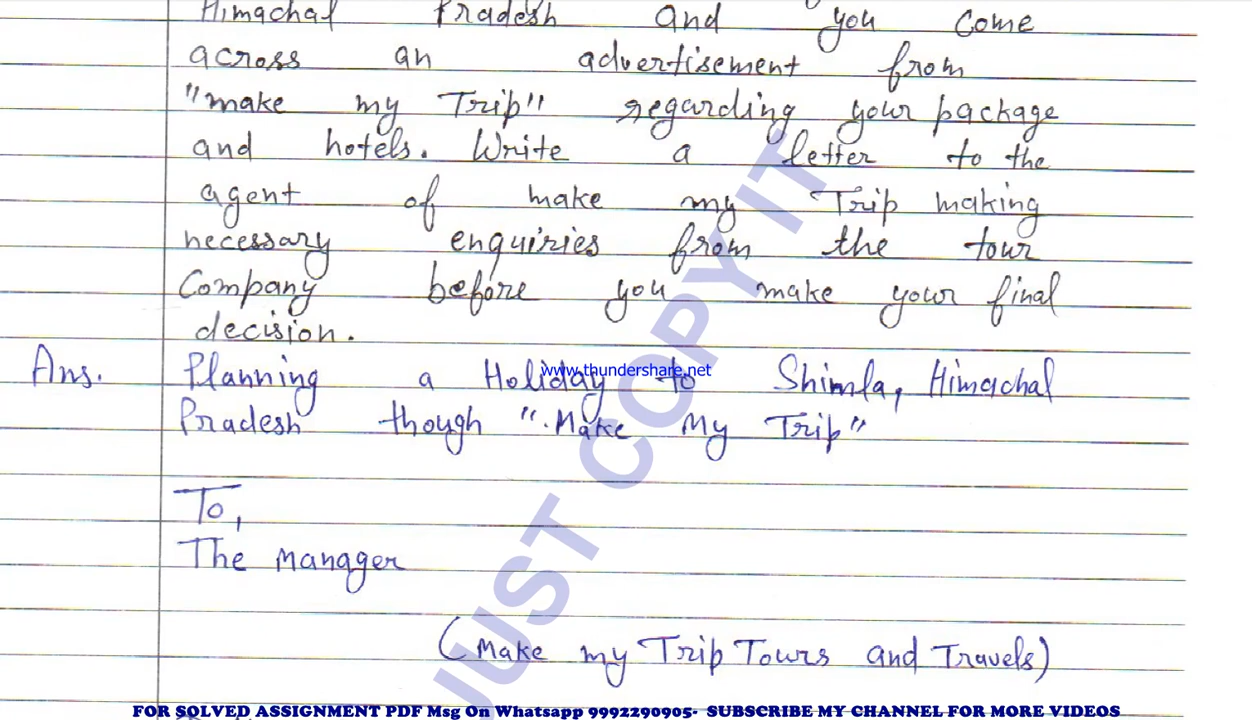 Himachal Pradesh and you come
across an advertisement from
"make my Trip" regarding your package
and hotels. Write a letter to the
agent of make my Trip making
necessary enquiries from the tour
Company before you make your final
decision.
www.thundershare.net
Ans. Planning a Holiday to Shimla, Himachal
Pradesh though "Make My Trip"
To,
The Manager
(Make my Trip Tours and Travels)
JUST COPY IT
FOR SOLVED ASSIGNMENT PDF Msg On Whatsapp 9992290905- SUBSCRIBE MY CHANNEL FOR MORE VIDEOS